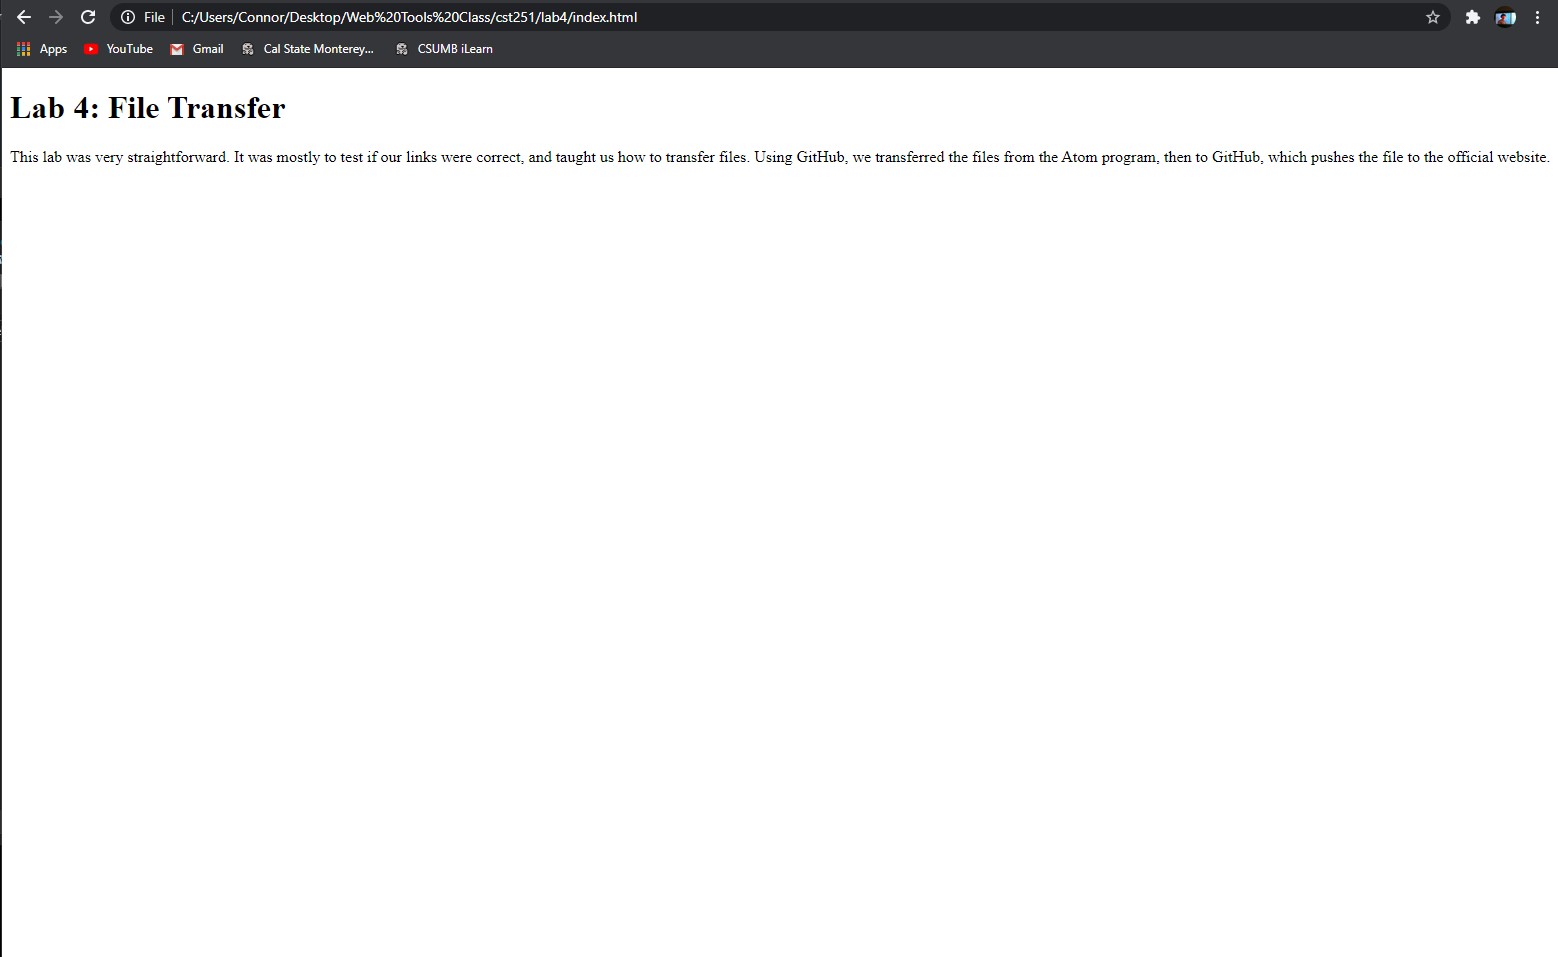 File | C:/Users/Connor/Desktop/Web%20Tools%20Class/cst251/lab4/index.html
Apps YouTube Gmail Cal State Monterey... CSUMB iLearn
Lab 4: File Transfer
This lab was very straightforward. It was mostly to test if our links were correct, and taught us how to transfer files. Using GitHub, we transferred the files from the Atom program, then to GitHub, which pushes the file to the official website.